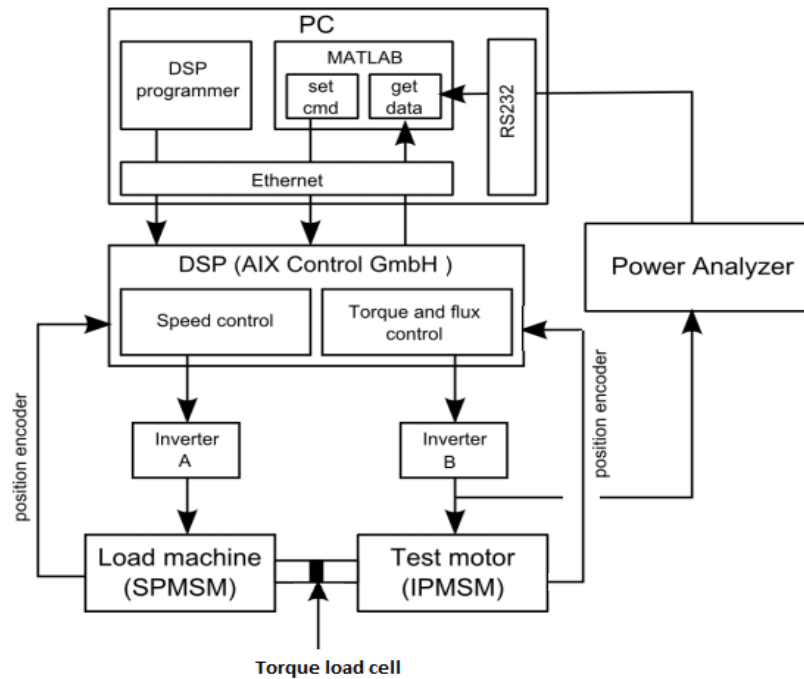 PC
DSP
programmer
MATLAB
set
cmd
get
data
RS232
Ethernet
DSP (AIX Control GmbH )
Speed control
Torque and flux
control
Power Analyzer
position encoder
Inverter
A
Inverter
B
position encoder
Load machine
(SPMSM)
Test motor
(IPMSM)
Torque load cell